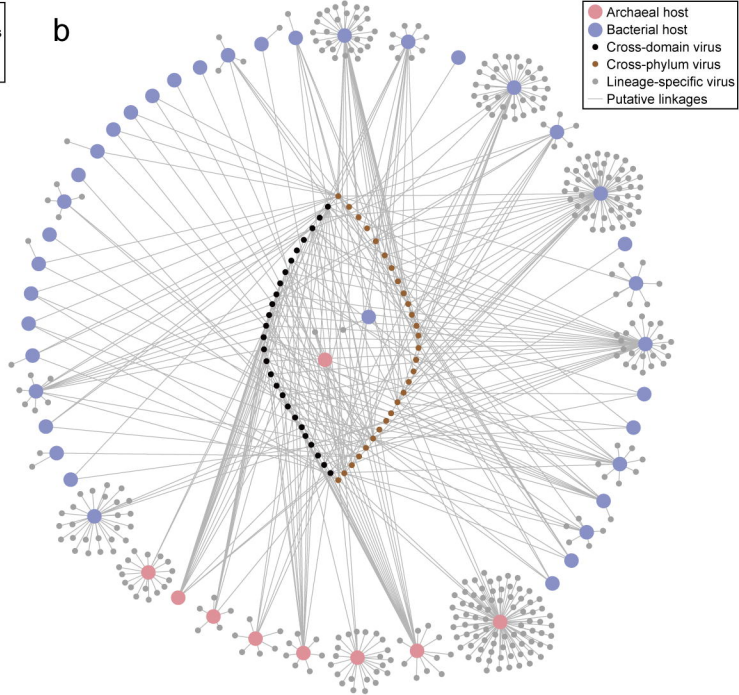 b
Archaeal host
Bacterial host
Cross-domain virus
Cross-phylum virus
Lineage-specific virus
Putative linkages